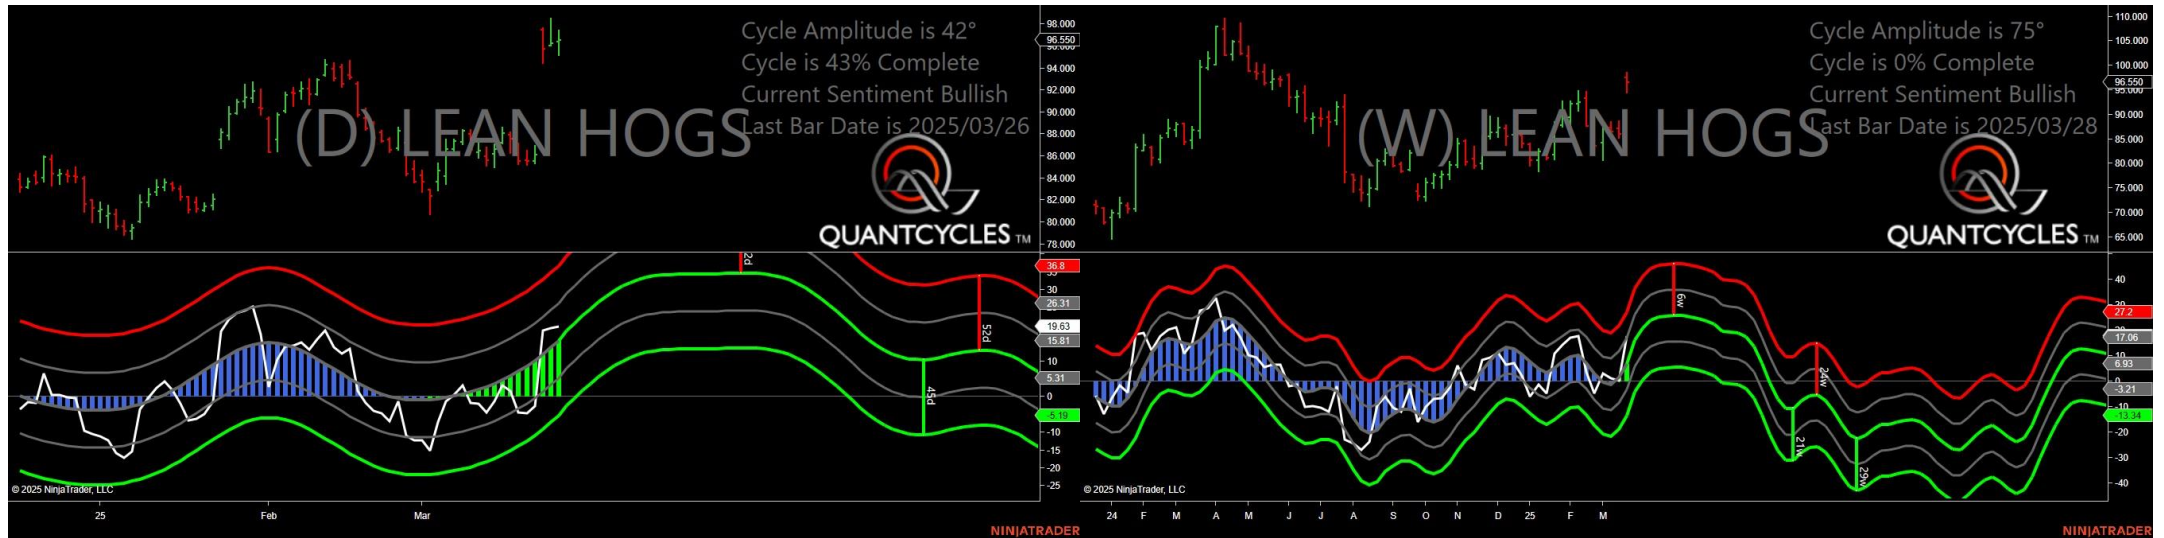 Cycle Amplitude is 42°
Cycle is 43% Complete
Current Sentiment Bullish
Last Bar Date is 2025/03/26
(D) LEAN HOGS
QUANTCYCLES TM
98.000
96.550
94.000
92.000
90.000
88.000
86.000
84.000
82.000
80.000
78.000
2d
52d
45d
36.8
30
26.31
19.63
15.81
10
5.31
0
-5.19
-10
-15
-20
-25
© 2025 NinjaTrader, LLC
25 Feb Mar
NINJATRADER
Cycle Amplitude is 75°
Cycle is 0% Complete
Current Sentiment Bullish
Last Bar Date is 2025/03/28
(W) LEAN HOGS
QUANTCYCLES TM
110.000
105.000
100.000
96.550
90.000
85.000
80.000
75.000
70.000
65.000
6w
24w
21w
29w
40
30
27.2
17.06
10
6.93
0
-3.21
-10
-13.34
-20
-30
-40
© 2025 NinjaTrader, LLC
24 F M A M J J A S O N D 25 F M
NINJATRADER